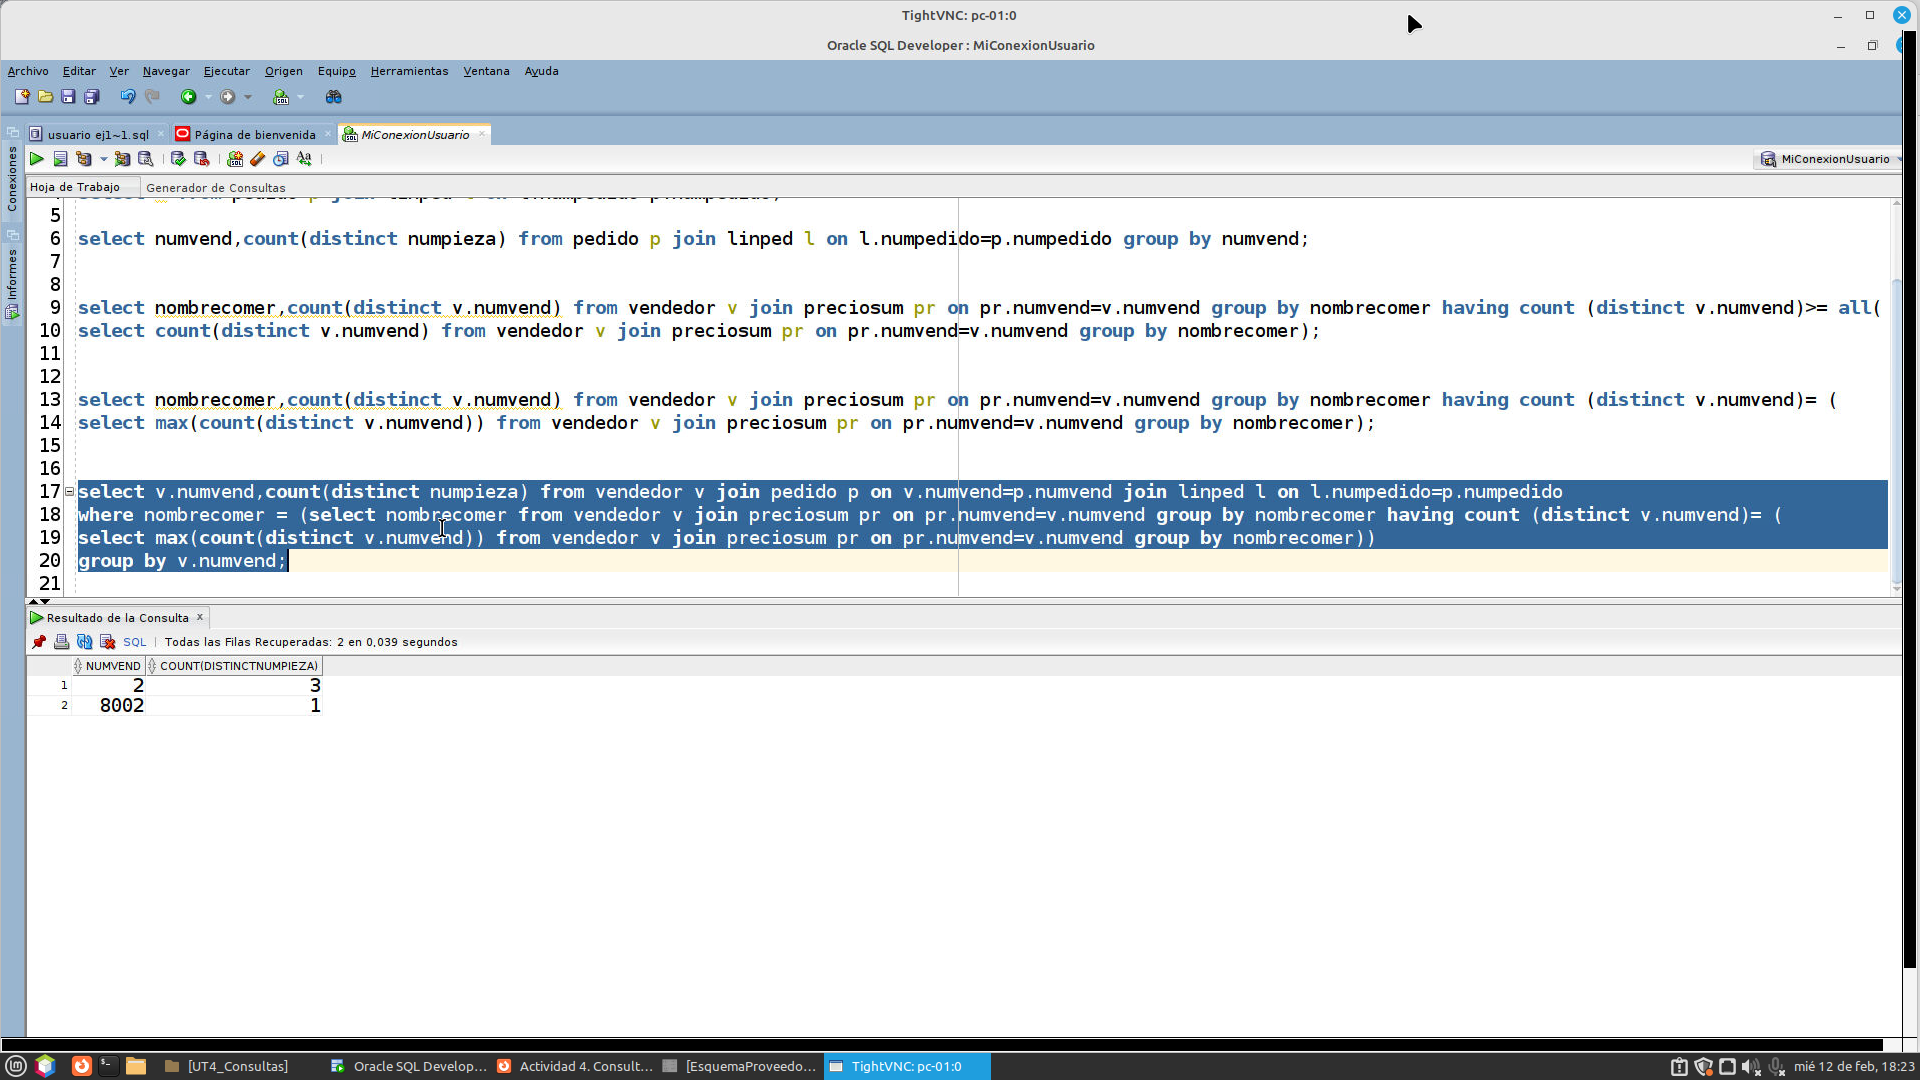 TightVNC: pc-01:0
Oracle SQL Developer : MiConexionUsuario
Archivo Editar Ver Navegar Ejecutar Origen Equipo Herramientas Ventana Ayuda
usuario ej1~1.sql Página de bienvenida MiConexionUsuario
MiConexionUsuario
Conexiones
Informes
Hoja de Trabajo Generador de Consultas
5
6 select numvend,count(distinct numpieza) from pedido p join linped l on l.numpedido=p.numpedido group by numvend;
7
8
9 select nombrecomer,count(distinct v.numvend) from vendedor v join preciosum pr on pr.numvend=v.numvend group by nombrecomer having count (distinct v.numvend)>= all(
10 select count(distinct v.numvend) from vendedor v join preciosum pr on pr.numvend=v.numvend group by nombrecomer);
11
12
13 select nombrecomer,count(distinct v.numvend) from vendedor v join preciosum pr on pr.numvend=v.numvend group by nombrecomer having count (distinct v.numvend)= (
14 select max(count(distinct v.numvend)) from vendedor v join preciosum pr on pr.numvend=v.numvend group by nombrecomer);
15
16
17 select v.numvend,count(distinct numpieza) from vendedor v join pedido p on v.numvend=p.numvend join linped l on l.numpedido=p.numpedido
18 where nombrecomer = (select nombrecomer from vendedor v join preciosum pr on pr.numvend=v.numvend group by nombrecomer having count (distinct v.numvend)= (
19 select max(count(distinct v.numvend)) from vendedor v join preciosum pr on pr.numvend=v.numvend group by nombrecomer))
20 group by v.numvend;
21
Resultado de la Consulta
SQL Todas las Filas Recuperadas: 2 en 0,039 segundos
NUMVEND COUNT(DISTINCTNUMPIEZA)
1 2 3
2 8002 1
[UT4_Consultas] Oracle SQL Develop... Actividad 4. Consult... [EsquemaProveedo... TightVNC: pc-01:0 mié 12 de feb, 18:23